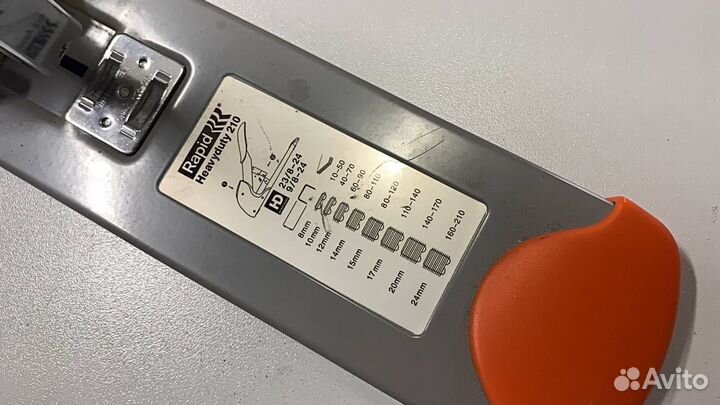 Rapid
Heavyduty 210
HD 23/8-24
9/8-24
8mm 10-50
10mm 40-70
12mm 60-90
14mm 80-110
15mm 80-120
17mm 110-140
20mm 140-170
24mm 160-210
Avito